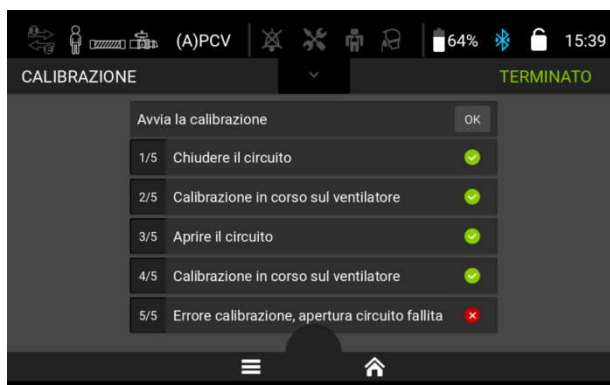 (A)PCV 64% 15:39
CALIBRAZIONE TERMINATO
Avvia la calibrazione OK
1/5 Chiudere il circuito
2/5 Calibrazione in corso sul ventilatore
3/5 Aprire il circuito
4/5 Calibrazione in corso sul ventilatore
5/5 Errore calibrazione, apertura circuito fallita